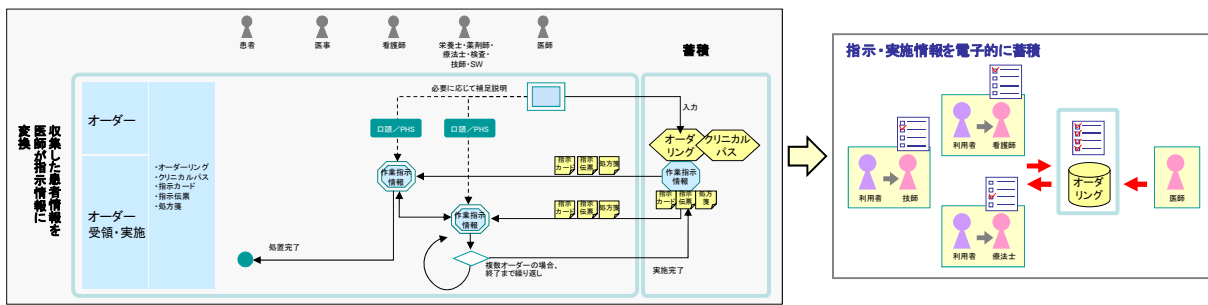 患者
医事
看護師
栄養士・薬剤師・
療法士・検査・
技師・SW
医師
蓄積
収集した患者情報を
医師が指示情報に
変換
オーダー
オーダー
受領・実施
・オーダーリング
・クリニカルパス
・指示カード
・指示伝票
・処方箋
必要に応じて補足説明
口頭/PHS
口頭/PHS
入力
オーダ
リング
クリニカル
パス
作業指示
情報
指示
カード
指示
伝票
処方箋
作業指示
情報
指示
カード
指示
伝票
処方
箋
作業指示
情報
指示
カード
指示
伝票
処方箋
処置完了
複数オーダーの場合、
終了まで繰り返し
実施完了
指示・実施情報を電子的に蓄積
利用者
看護師
利用者
技師
利用者
療法士
オーダ
リング
医師